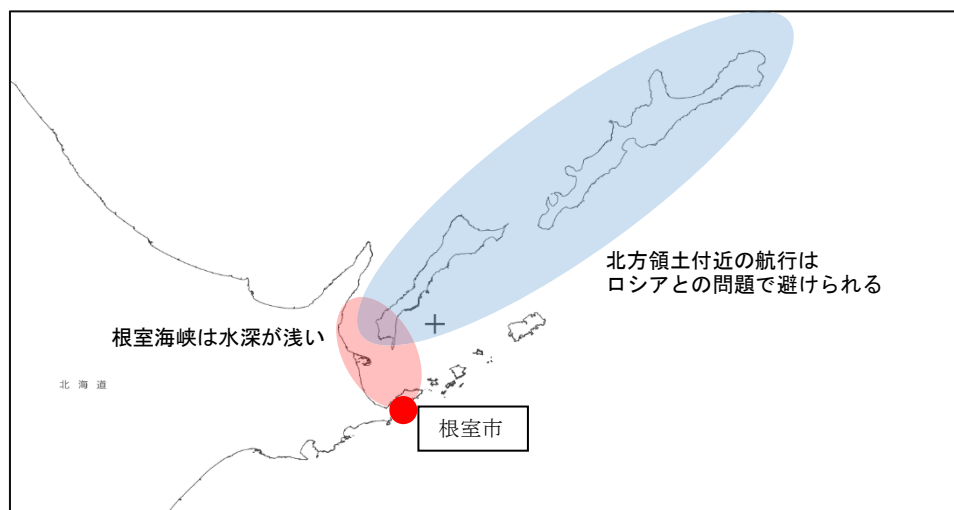 北方領土付近の航行は
ロシアとの問題で避けられる
根室海峡は水深が浅い
北海道
根室市